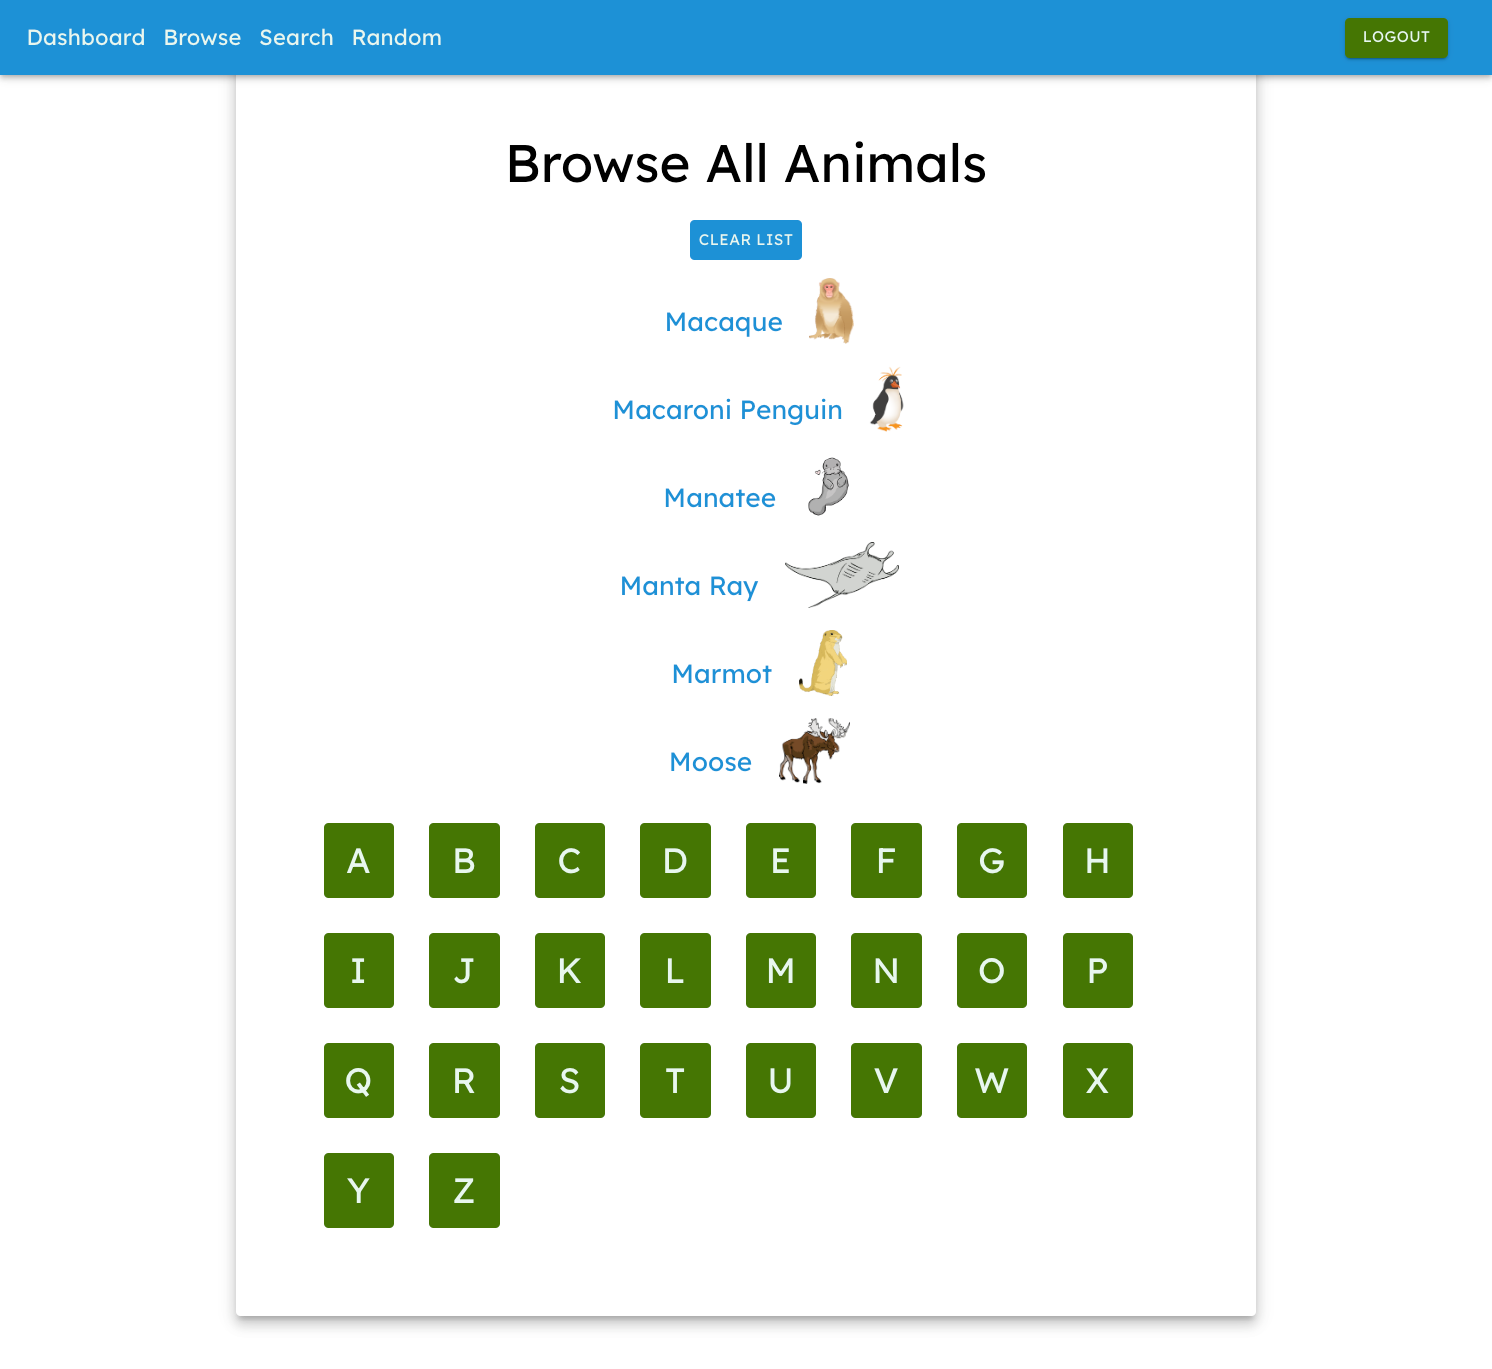 Dashboard Browse Search Random LOGOUT
Browse All Animals
CLEAR LIST
Macaque
Macaroni Penguin
Manatee
Manta Ray
Marmot
Moose
A B C D E F G H
I J K L M N O P
Q R S T U V W X
Y Z